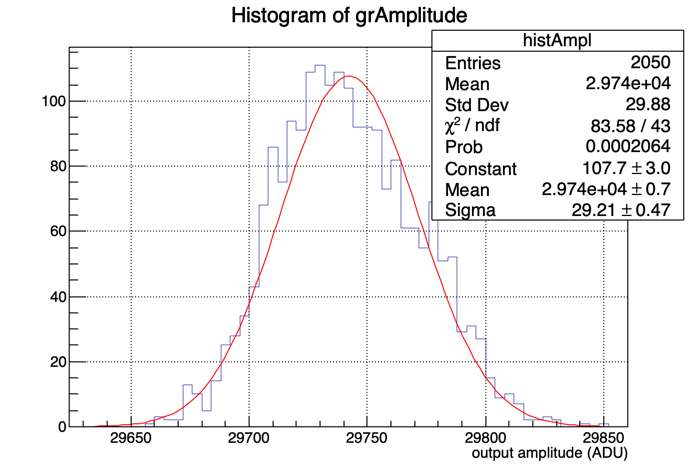 Histogram of grAmplitude
histAmpl
Entries 2050
Mean 2.974e+04
Std Dev 29.88
χ² / ndf 83.58 / 43
Prob 0.0002064
Constant 107.7 ± 3.0
Mean 2.974e+04 ± 0.7
Sigma 29.21 ± 0.47
100
80
60
40
20
0
29650 29700 29750 29800 29850
output amplitude (ADU)